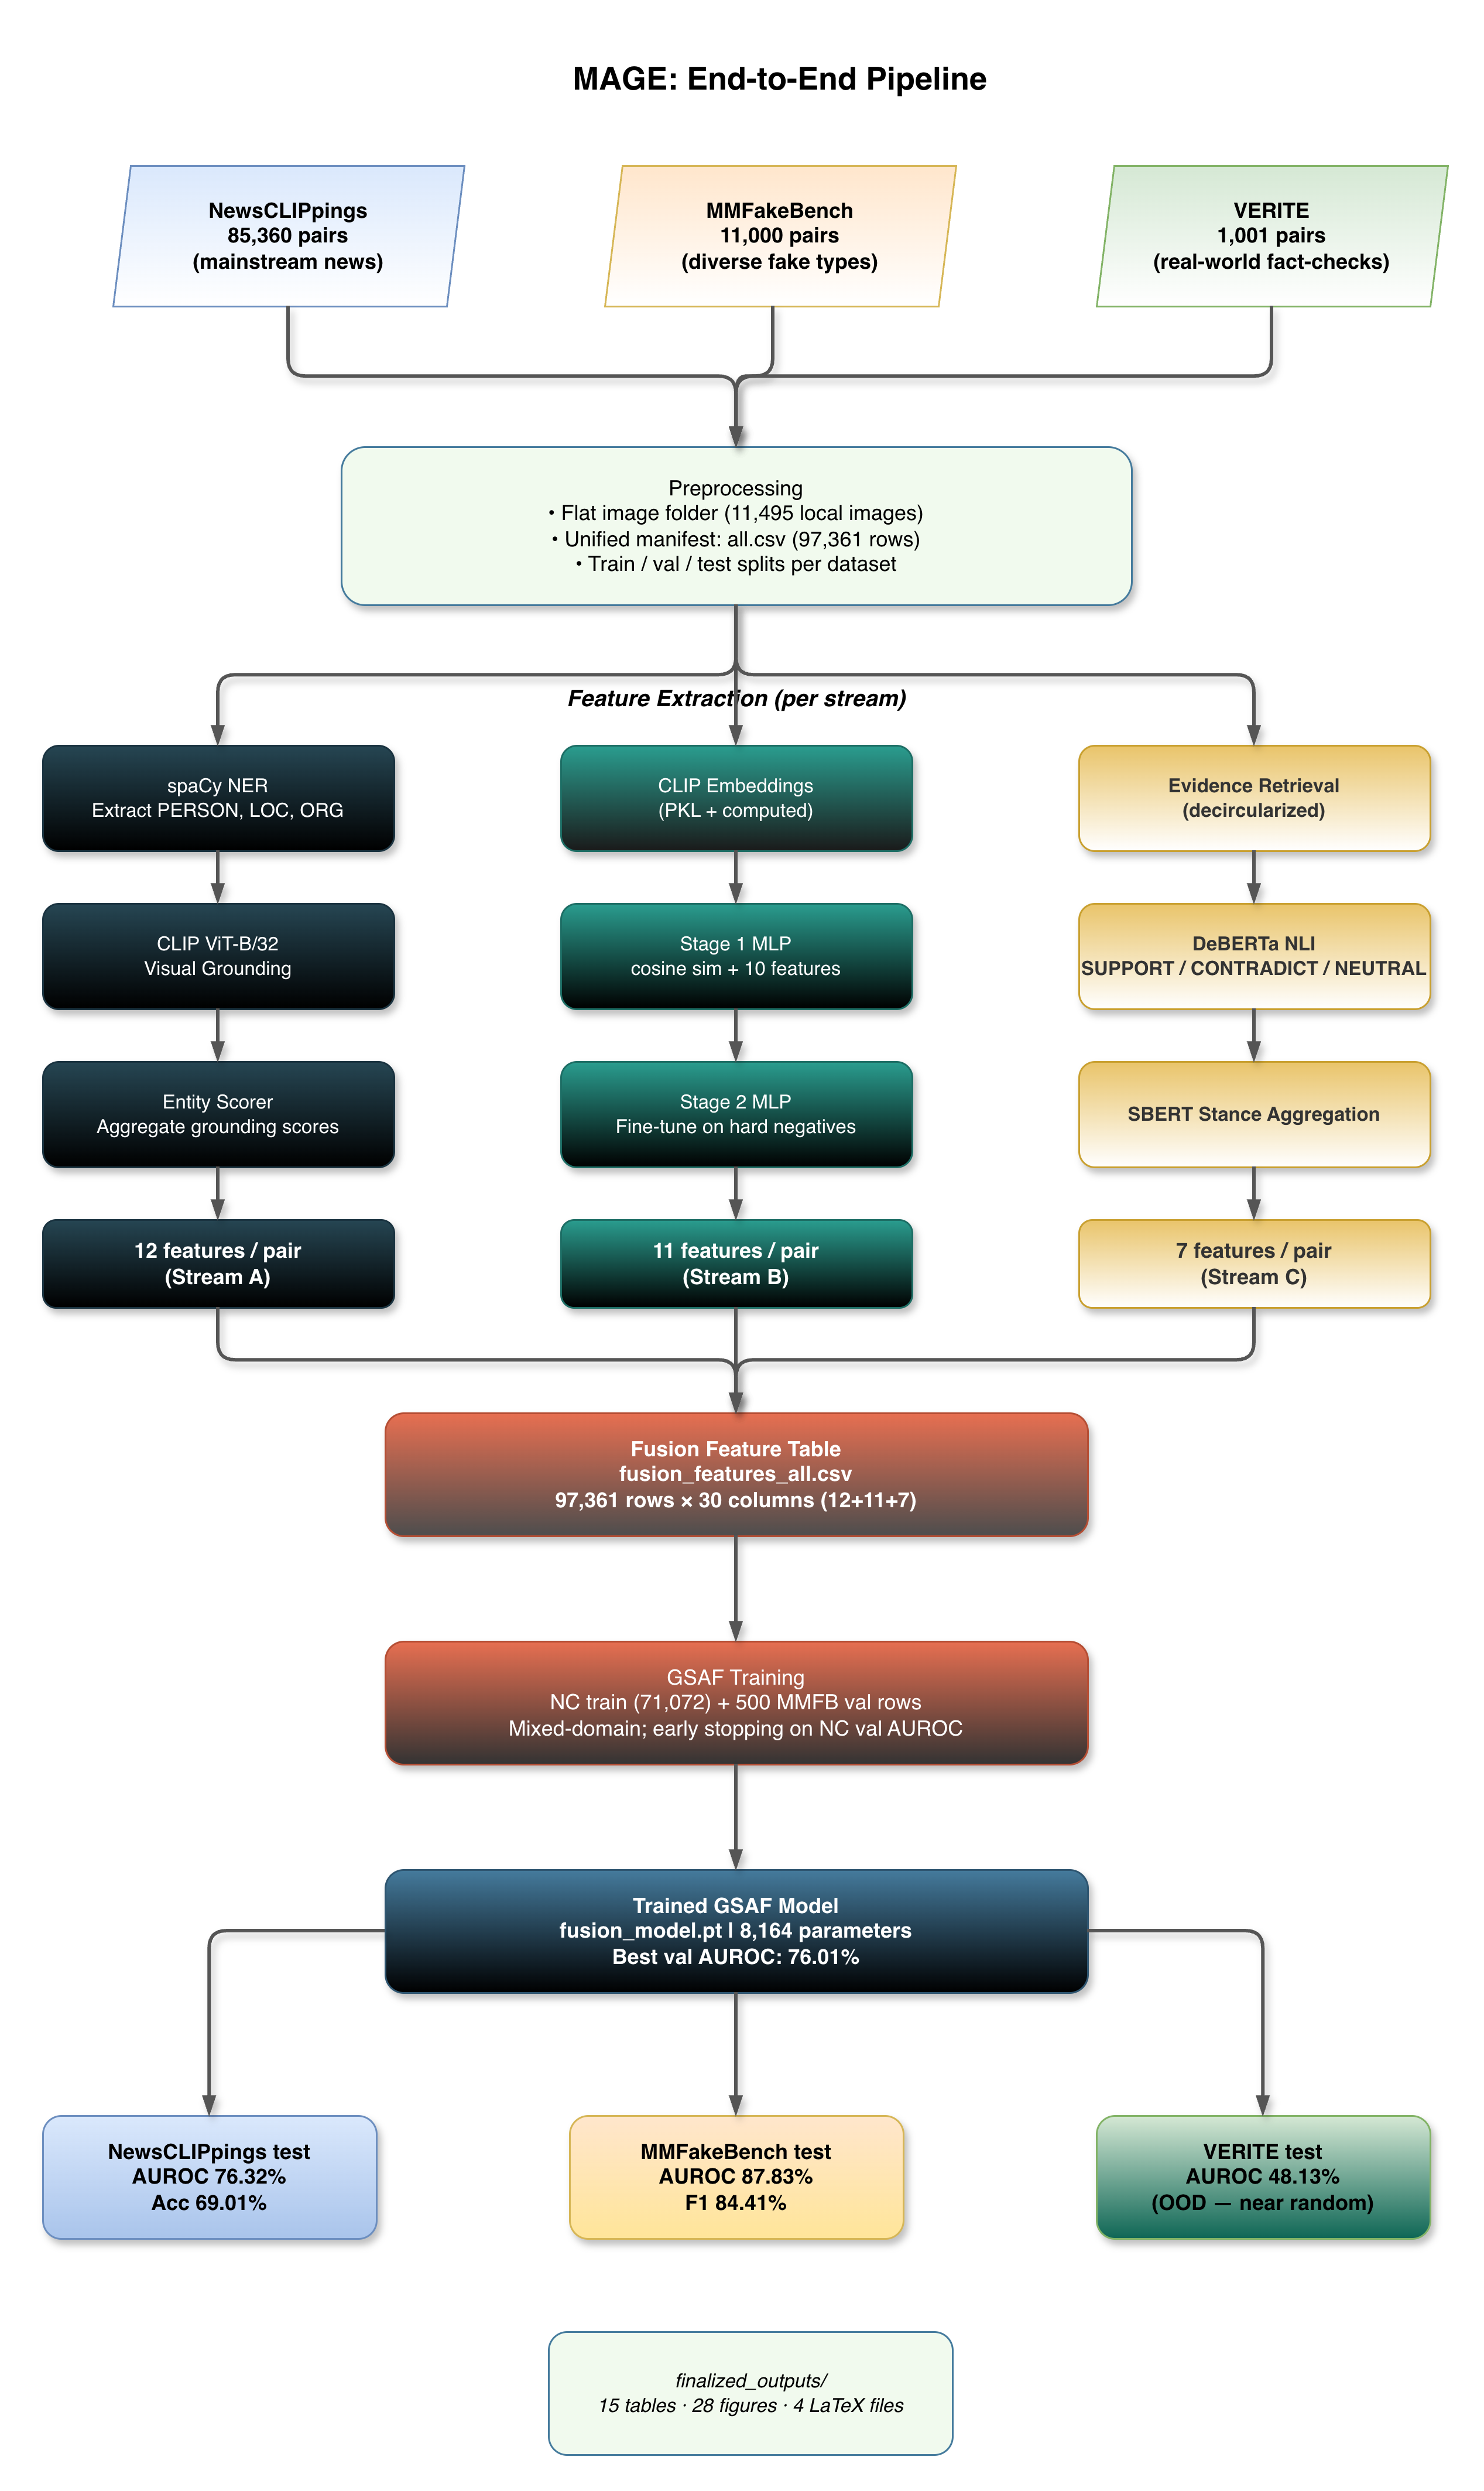 MAGE: End-to-End Pipeline
NewsCLIPpings
85,360 pairs
(mainstream news)
MMFakeBench
11,000 pairs
(diverse fake types)
VERITE
1,001 pairs
(real-world fact-checks)
Preprocessing
• Flat image folder (11,495 local images)
• Unified manifest: all.csv (97,361 rows)
• Train / val / test splits per dataset
Feature Extraction (per stream)
spaCy NER
Extract PERSON, LOC, ORG
CLIP Embeddings
(PKL + computed)
Evidence Retrieval
(decircularized)
CLIP ViT-B/32
Visual Grounding
Stage 1 MLP
cosine sim + 10 features
DeBERTa NLI
SUPPORT / CONTRADICT / NEUTRAL
Entity Scorer
Aggregate grounding scores
Stage 2 MLP
Fine-tune on hard negatives
SBERT Stance Aggregation
12 features / pair
(Stream A)
11 features / pair
(Stream B)
7 features / pair
(Stream C)
Fusion Feature Table
fusion_features_all.csv
97,361 rows × 30 columns (12+11+7)
GSAF Training
NC train (71,072) + 500 MMFB val rows
Mixed-domain; early stopping on NC val AUROC
Trained GSAF Model
fusion_model.pt | 8,164 parameters
Best val AUROC: 76.01%
NewsCLIPpings test
AUROC 76.32%
Acc 69.01%
MMFakeBench test
AUROC 87.83%
F1 84.41%
VERITE test
AUROC 48.13%
(OOD — near random)
finalized_outputs/
15 tables · 28 figures · 4 LaTeX files